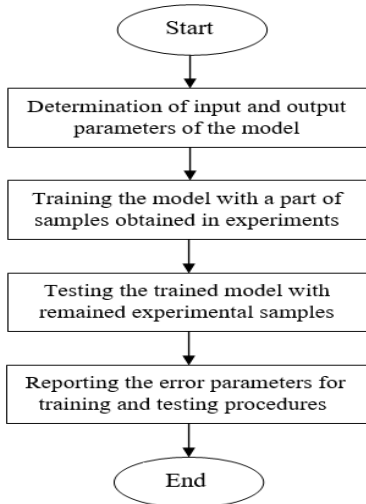 Start
Determination of input and output
parameters of the model
Training the model with a part of
samples obtained in experiments
Testing the trained model with
remained experimental samples
Reporting the error parameters for
training and testing procedures
End